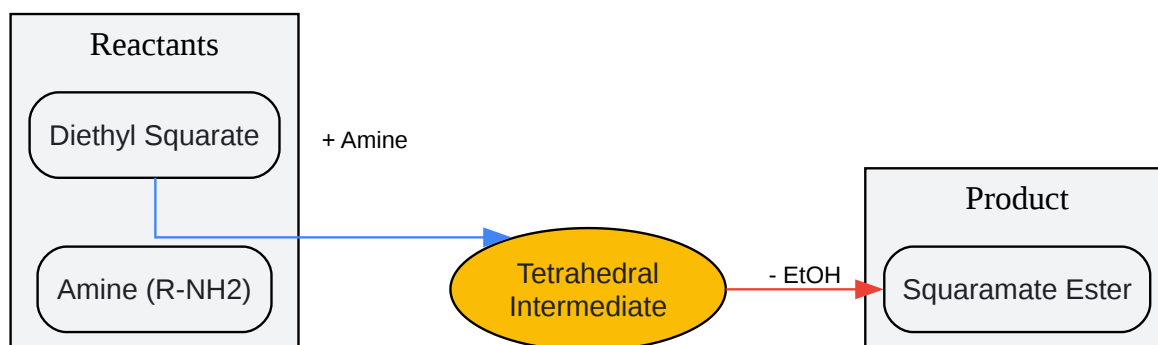 Reactants
Diethyl Squarate
+ Amine
Amine (R-NH2)
Tetrahedral
Intermediate
- EtOH
Product
Squaramate Ester